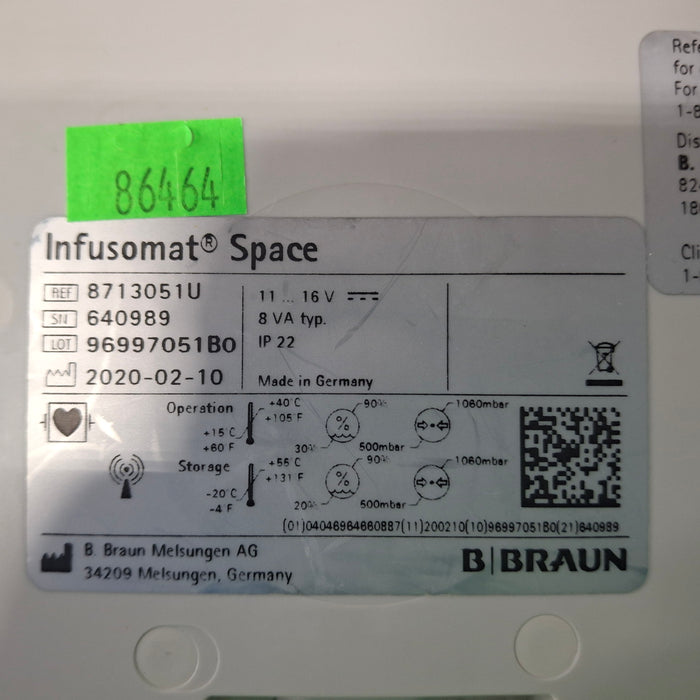 86464
Infusomat® Space
REF 8713051U
SN 640989
LOT 96997051B0
2020-02-10
11 ... 16 V
8 VA typ.
IP 22
Made in Germany
Operation
+40°C
+105°F
+15°C
+60°F
90%
30%
1060mbar
500mbar
Storage
+55°C
+131°F
-20°C
-4°F
90%
20%
1060mbar
500mbar
(01)04046964660887(11)200210(10)96997051B0(21)640989
B. Braun Melsungen AG
34209 Melsungen, Germany
B|BRAUN
Refe
for
For
1-8
Dis
B.
82
18
Cli
1-